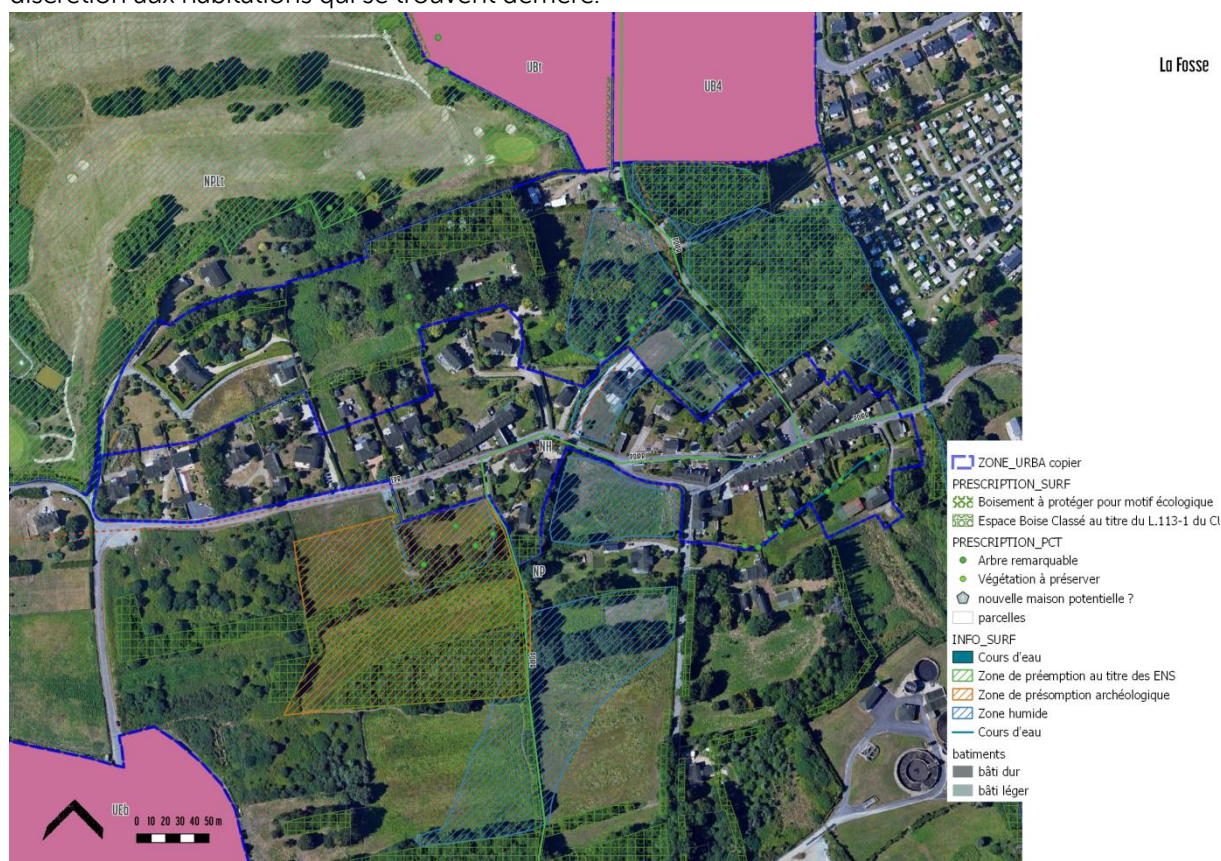 discrétion aux habitations qui se trouvent derrière.
La Fosse
UBt
UB4
NPLt
NH
NP
UEb
0 10 20 30 40 50 m
ZONE_URBA copier
PRESCRIPTION_SURF
Boisement à protéger pour motif écologique
Espace Boise Classé au titre du L.113-1 du CU
PRESCRIPTION_PCT
Arbre remarquable
Végétation à préserver
nouvelle maison potentielle ?
parcelles
INFO_SURF
Cours d'eau
Zone de préemption au titre des ENS
Zone de présomption archéologique
Zone humide
Cours d'eau
batiments
bâti dur
bâti léger